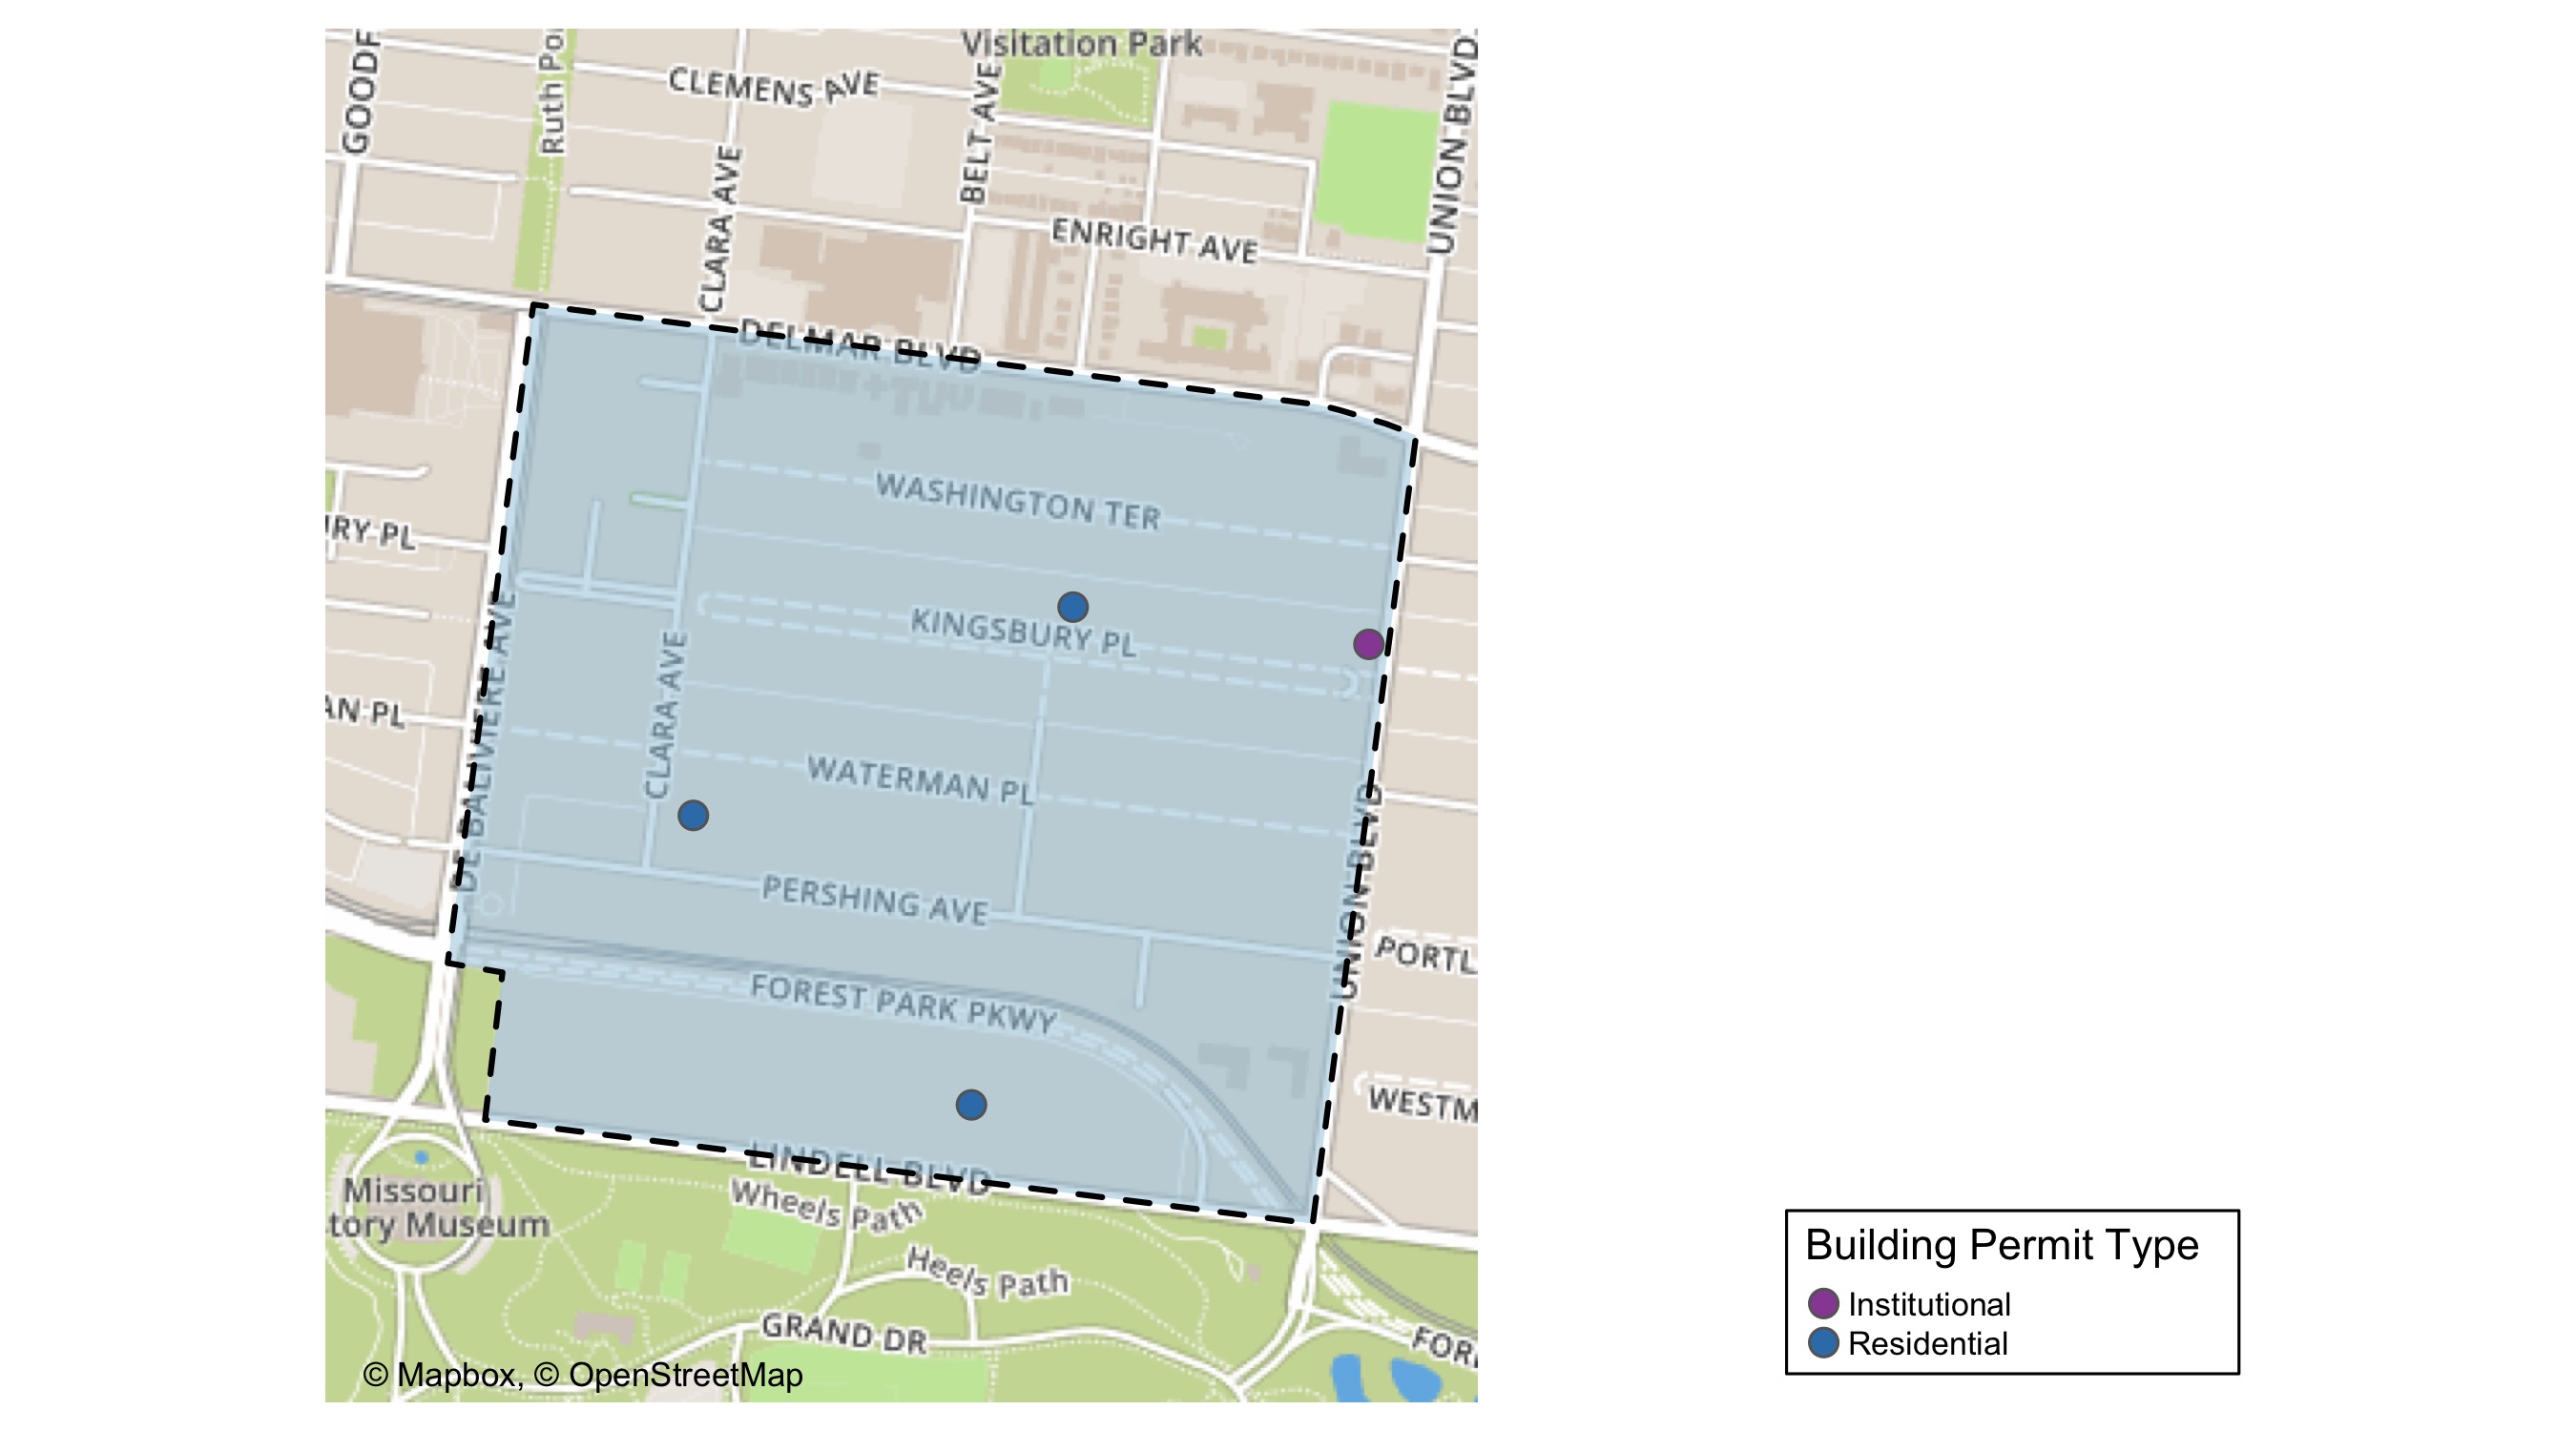 Visitation Park
GOODF
Ruth Po
CLEMENS AVE
BELT AVE
UNION BLVD
CLARA AVE
ENRIGHT AVE
DELMAR BLVD
WASHINGTON TER
RY PL
KINGSBURY PL
DE BALIVIERE AVE
CLARA AVE
AN PL
WATERMAN PL
UNION BLVD
PERSHING AVE
PORTL
FOREST PARK PKWY
WESTM
LINDELL BLVD
Missouri
tory Museum
Wheels Path
Heels Path
GRAND DR
FOR
© Mapbox, © OpenStreetMap
Building Permit Type
Institutional
Residential